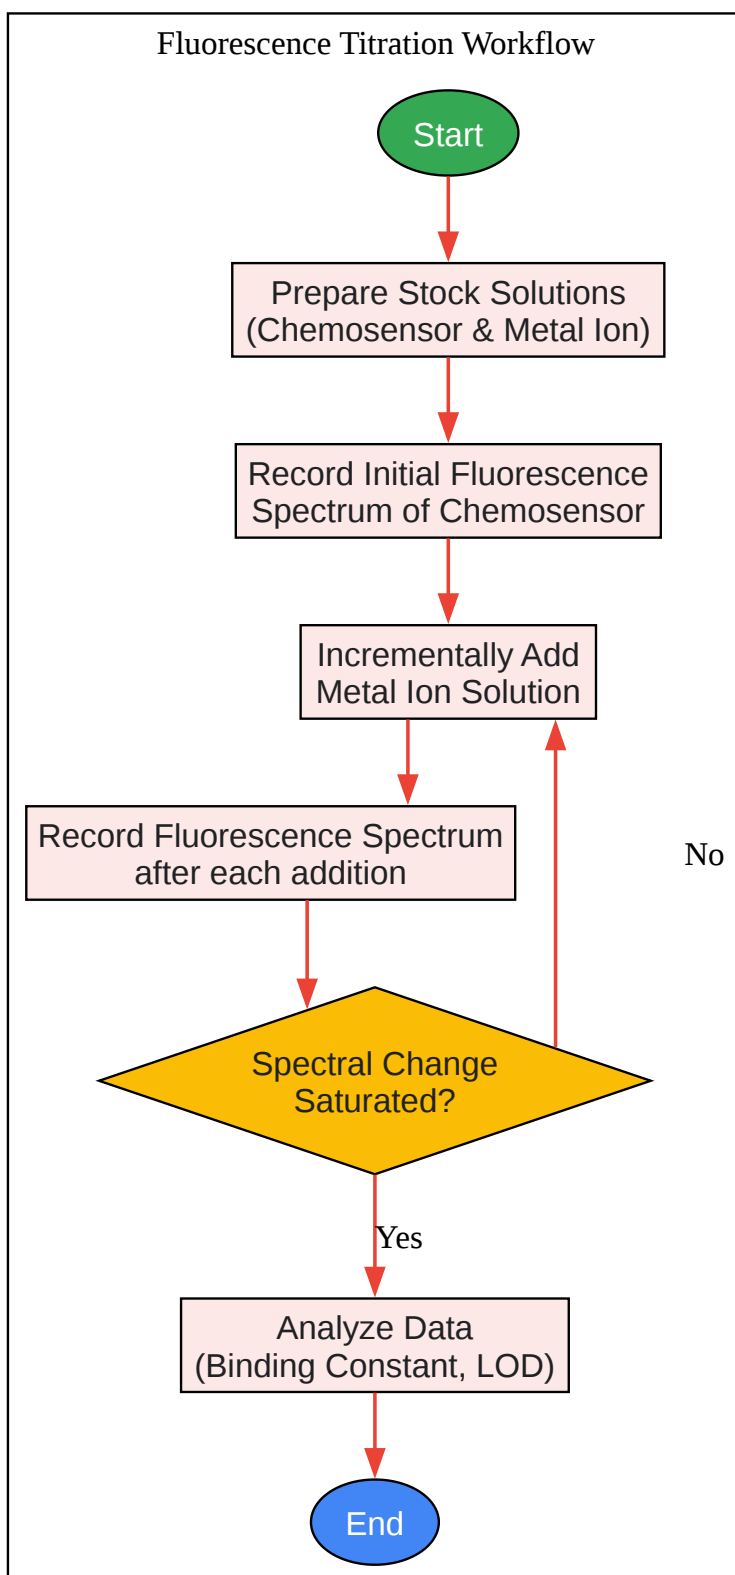 Fluorescence Titration Workflow
Start
Prepare Stock Solutions
(Chemosensor & Metal Ion)
Record Initial Fluorescence
Spectrum of Chemosensor
Incrementally Add
Metal Ion Solution
Record Fluorescence Spectrum
after each addition
No
Spectral Change
Saturated?
Yes
Analyze Data
(Binding Constant, LOD)
End